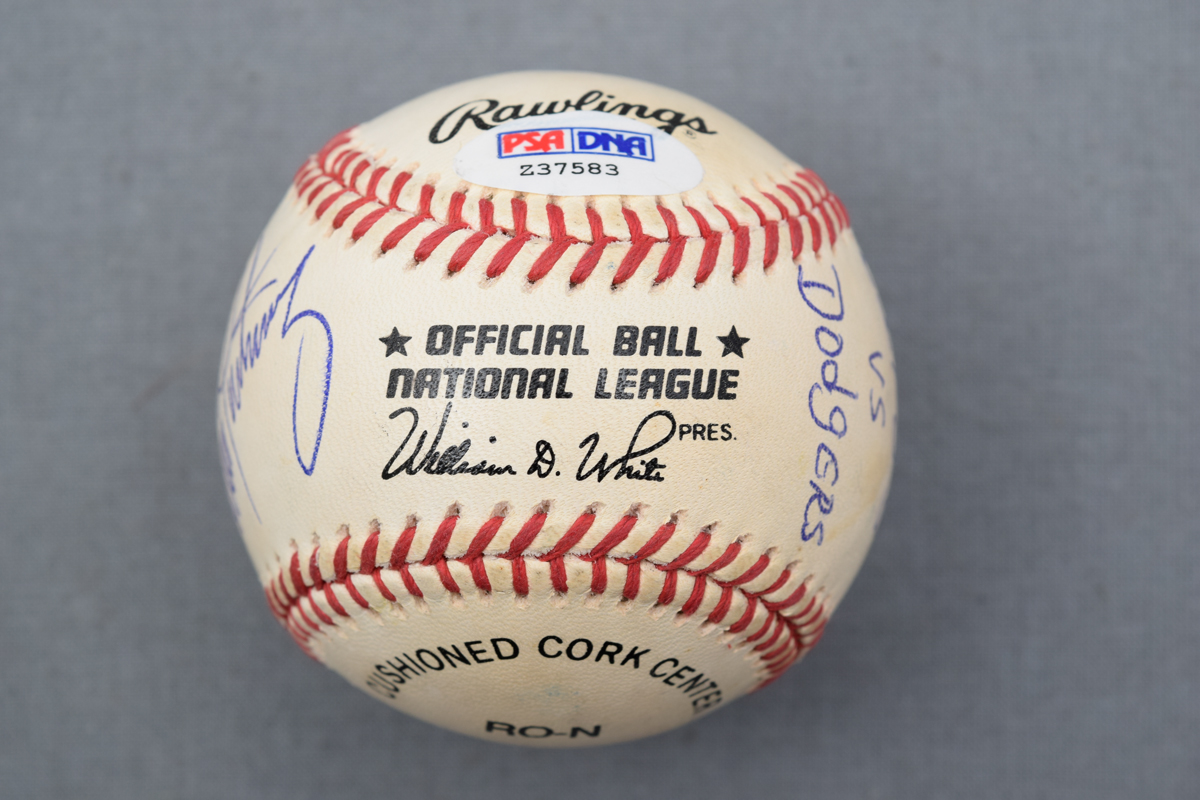 Rawlings
PSA DNA
Z37583
★ OFFICIAL BALL ★
NATIONAL LEAGUE
William D. White PRES.
VS
DodgERS
CUSHIONED CORK CENTER
RO-N